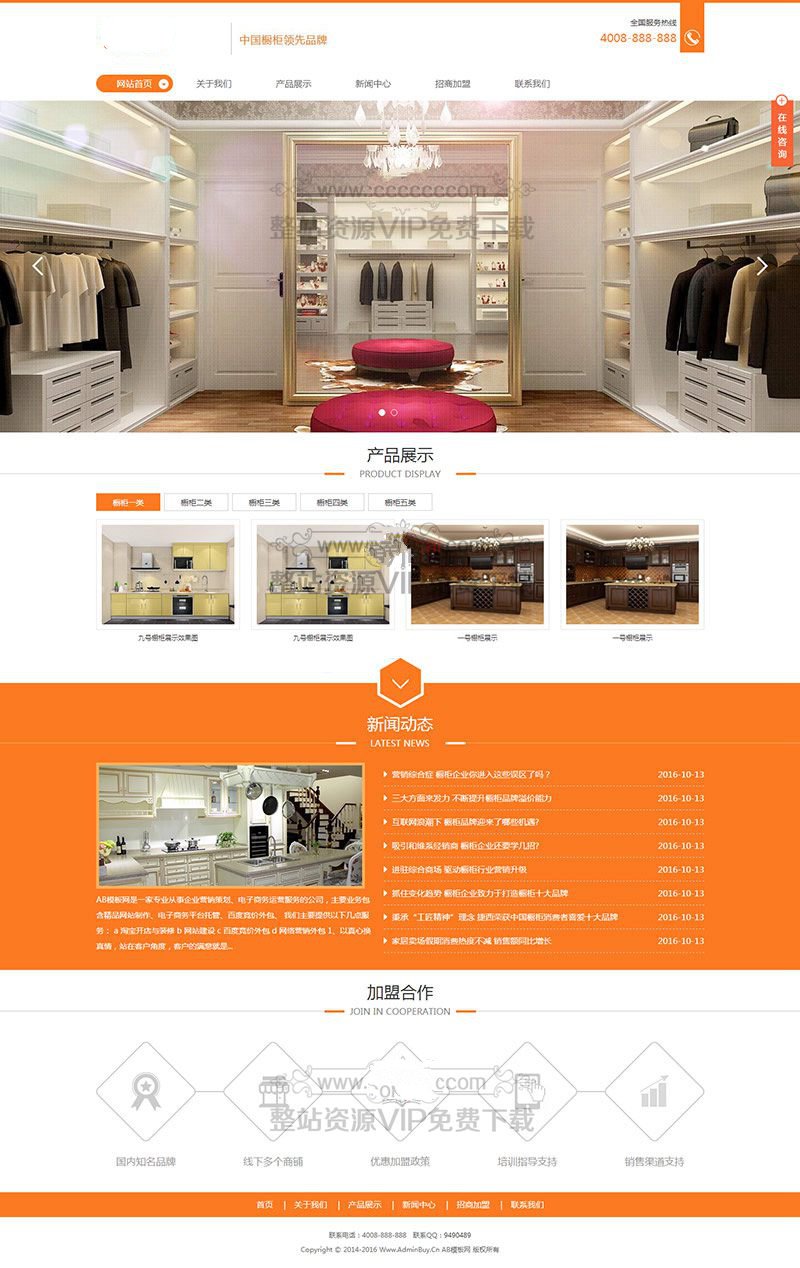 中国橱柜领先品牌
全国服务热线
4008-888-888
网站首页 关于我们 产品展示 新闻中心 招商加盟 联系我们
在线咨询
www.cccccccom
整站资源VIP免费下载
产品展示
PRODUCT DISPLAY
橱柜一类 橱柜二类 橱柜三类 橱柜四类 橱柜五类
整站资源VIP
九号橱柜展示效果图 九号橱柜展示效果图 一号橱柜展示 一号橱柜展示
新闻动态
LATEST NEWS
营销综合症 橱柜企业你进入这些误区了吗？ 2016-10-13
三大方面来发力 不断提升橱柜品牌溢价能力 2016-10-13
互联网浪潮下 橱柜品牌迎来了哪些机遇? 2016-10-13
吸引和维系经销商 橱柜企业还要学几招? 2016-10-13
进驻综合商场 驱动橱柜行业营销升级 2016-10-13
抓住变化趋势 橱柜企业致力于打造橱柜十大品牌 2016-10-13
秉承“工匠精神”理念 捷西荣获中国橱柜消费者喜爱十大品牌 2016-10-13
家居卖场假期消费热度不减 销售额同比增长 2016-10-13
AB模板网是一家专业从事企业营销策划、电子商务运营服务的公司，主要业务包
含精品网站制作、电子商务平台托管、百度竞价外包、 我们主要提供以下几点服
务： a 淘宝开店与装修 b 网站建设 c 百度竞价外包 d 网络营销外包 1、以真心换
真情，站在客户角度，客户的满意就是...
加盟合作
JOIN IN COOPERATION
www. ccom
整站资源VIP免费下载
国内知名品牌 线下多个商铺 优惠加盟政策 培训指导支持 销售渠道支持
首页 | 关于我们 | 产品展示 | 新闻中心 | 招商加盟 | 联系我们
联系电话：4008-888-888 联系QQ：9490489
Copyright © 2014-2016 Www.AdminBuy.Cn AB模板网 版权所有